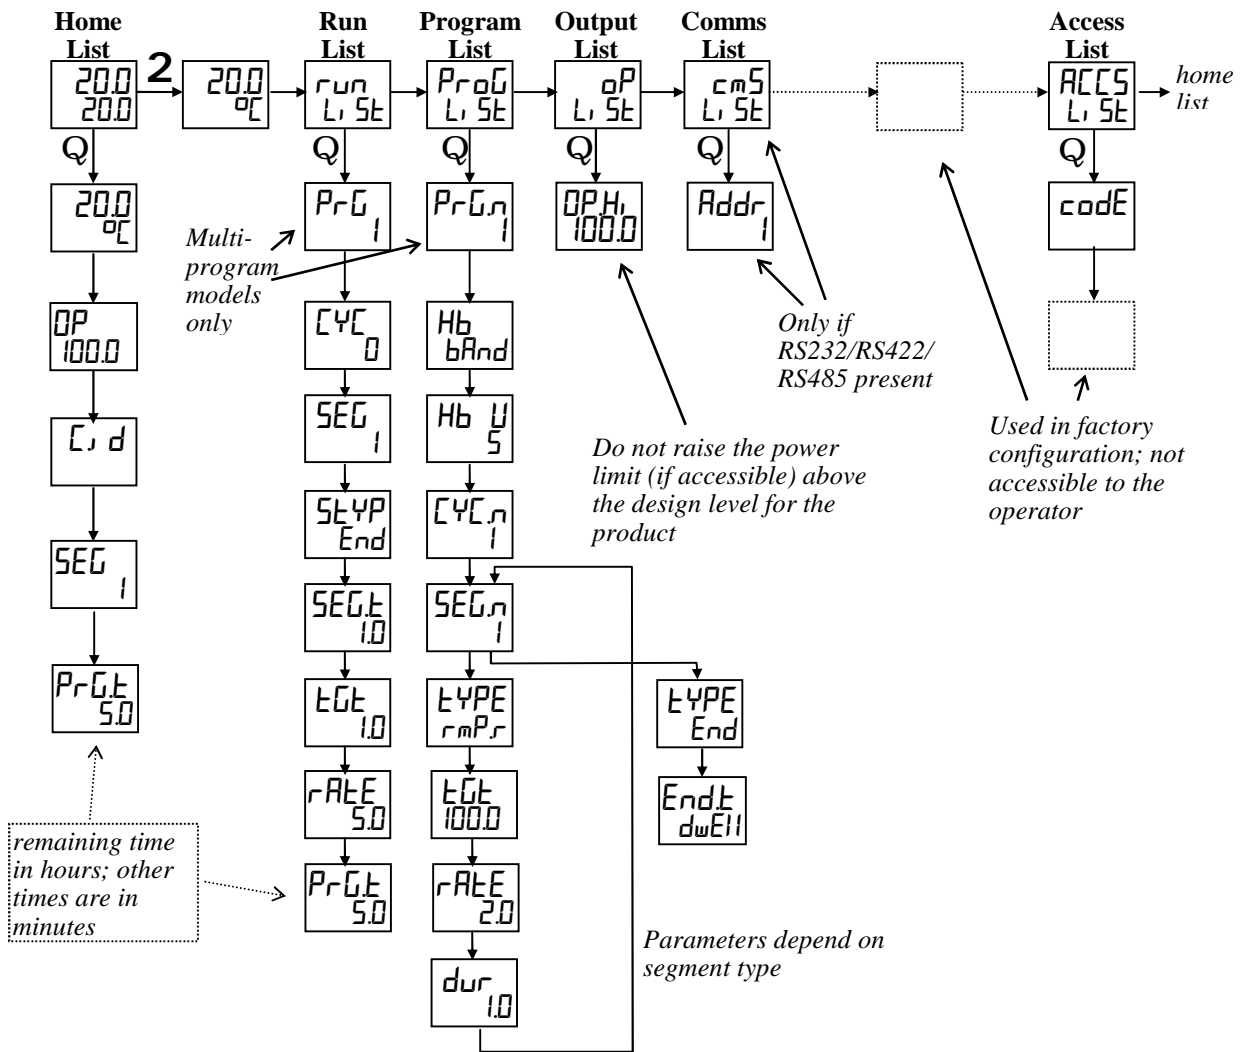 Home List
Run List
Program List
Output List
Comms List
Access List
20.0
20.0
2
20.0
°C
run
LiSt
ProG
LiSt
oP
LiSt
cmS
LiSt
ACCS
LiSt
home
list
Q
Q
Q
Q
Q
Q
20.0
°C
OP
100.0
C.id
SEG
1
PrG.t
5.0
remaining time
in hours; other
times are in
minutes
Multi-
program
models
only
PrG
1
CYC
0
SEG
1
StYP
End
SEG.t
1.0
tGt
1.0
rAtE
5.0
PrG.t
5.0
PrG.n
1
Hb
bAnd
Hb U
5
CYC.n
1
SEG.n
1
tYPE
rmP.r
tGt
100.0
rAtE
2.0
dur
1.0
tYPE
End
End.t
dwEll
Parameters depend on
segment type
OP.Hi
100.0
Do not raise the power
limit (if accessible) above
the design level for the
product
Addr
1
Only if
RS232/RS422/
RS485 present
codE
Used in factory
configuration; not
accessible to the
operator